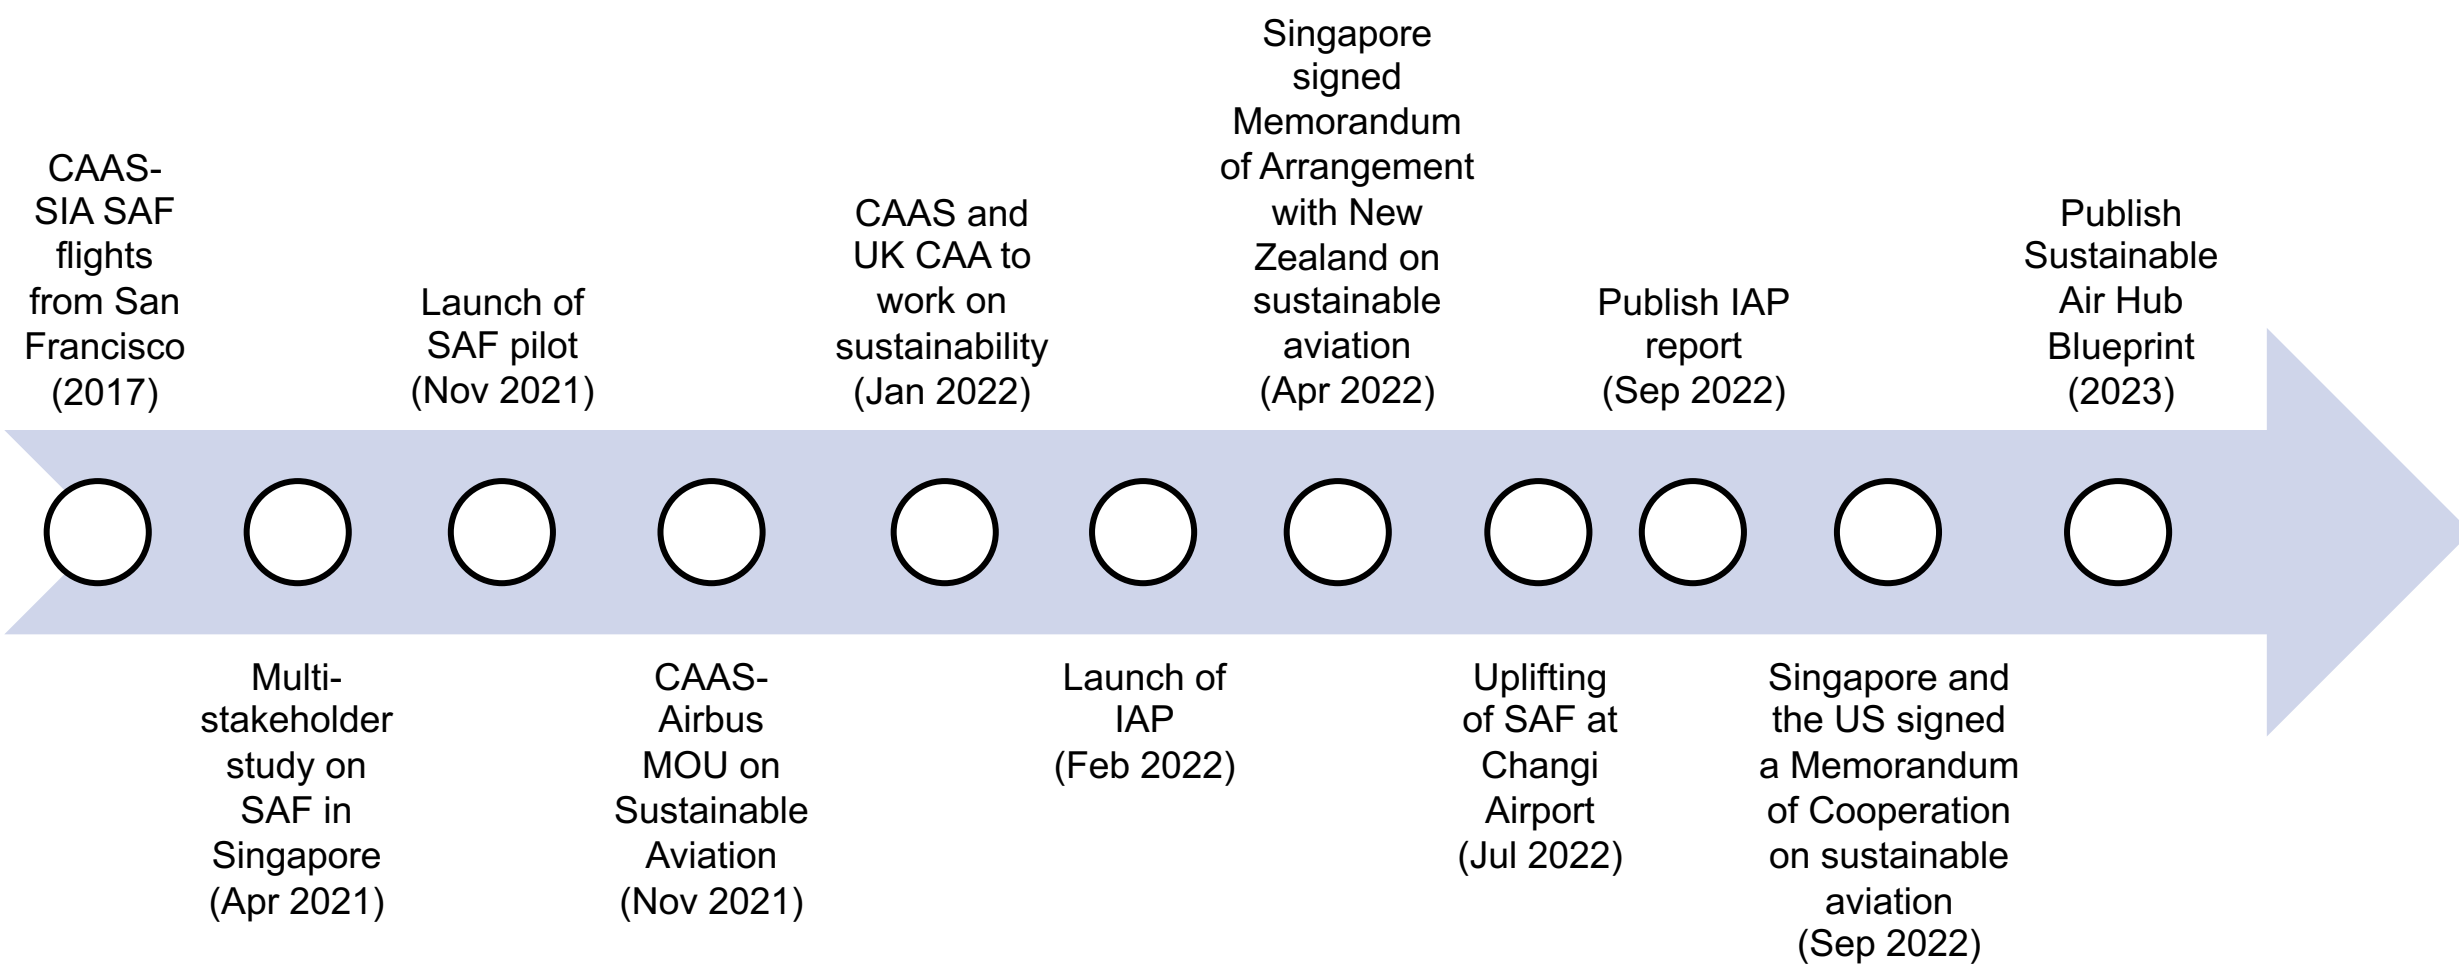 CAAS-
SIA SAF
flights
from San
Francisco
(2017)
Multi-
stakeholder
study on
SAF in
Singapore
(Apr 2021)
Launch of
SAF pilot
(Nov 2021)
CAAS-
Airbus
MOU on
Sustainable
Aviation
(Nov 2021)
CAAS and
UK CAA to
work on
sustainability
(Jan 2022)
Launch of
IAP
(Feb 2022)
Singapore
signed
Memorandum
of Arrangement
with New
Zealand on
sustainable
aviation
(Apr 2022)
Uplifting
of SAF at
Changi
Airport
(Jul 2022)
Publish IAP
report
(Sep 2022)
Singapore and
the US signed
a Memorandum
of Cooperation
on sustainable
aviation
(Sep 2022)
Publish
Sustainable
Air Hub
Blueprint
(2023)